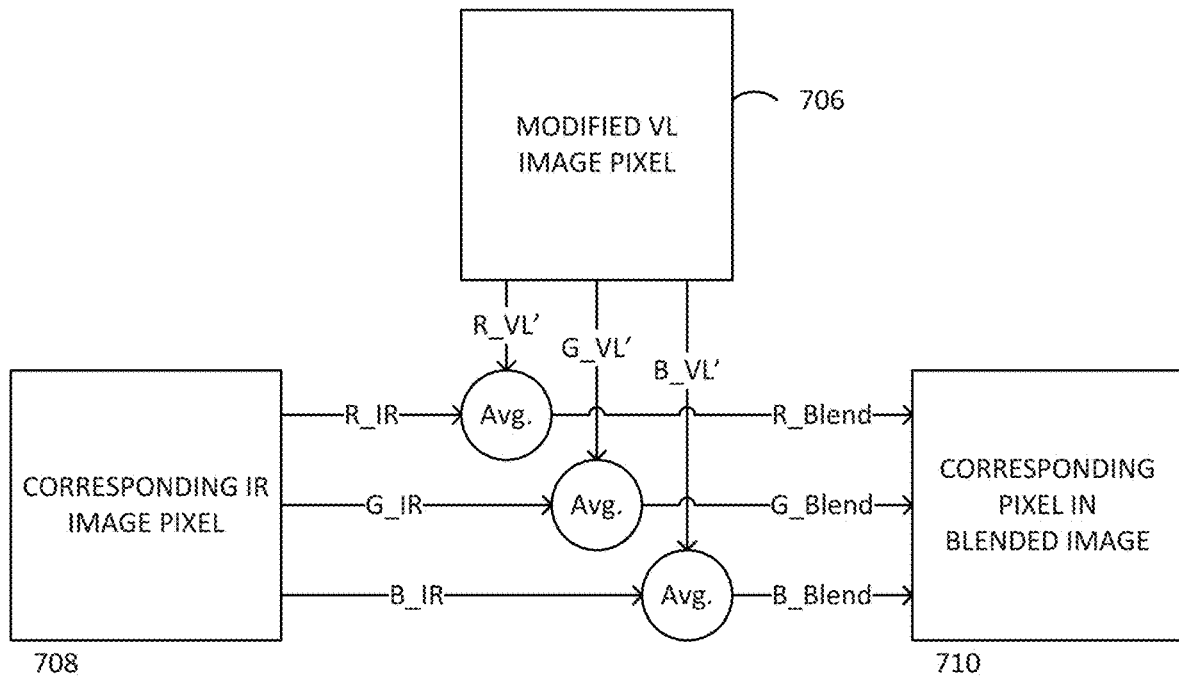 706
MODIFIED VL
IMAGE PIXEL
R_VL’
G_VL’
B_VL’
R_IR
Avg.
R_Blend
CORRESPONDING IR
IMAGE PIXEL
G_IR
Avg.
G_Blend
CORRESPONDING
PIXEL IN
BLENDED IMAGE
B_IR
Avg.
B_Blend
708
710